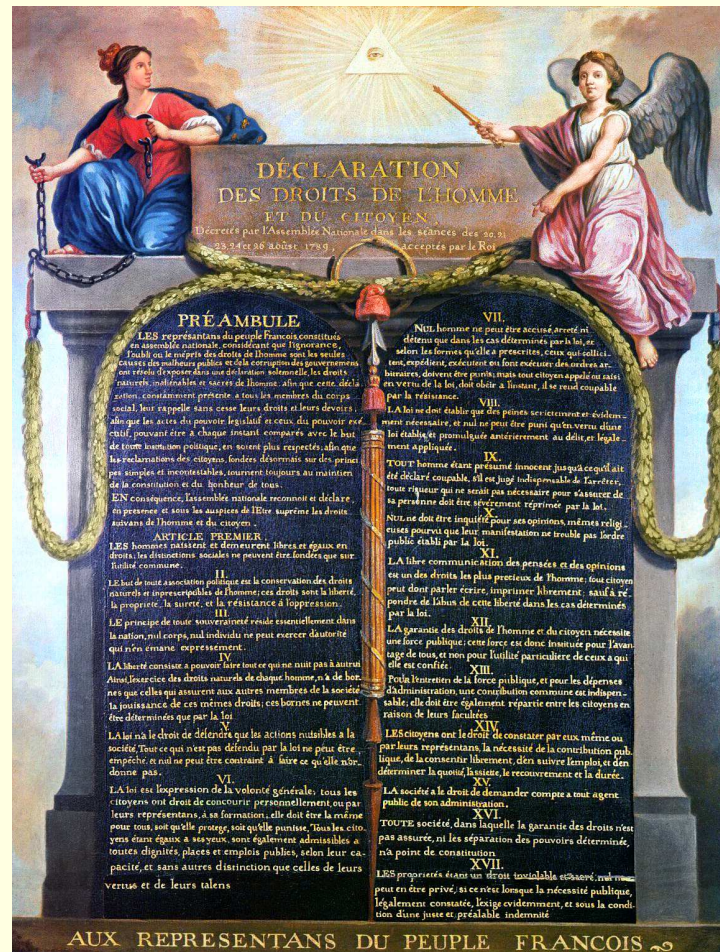 DÉCLARATION
DES DROITS DE L'HOMME
ET DU CITOYEN,
Décretés par l'Assemblée Nationale dans les séances des 20, 21
23, 24 et 26 août 1789, acceptés par le Roi
PRÉAMBULE
LES représantans du peuple Francois, constitués
en assemblée nationale, considérant que l'ignorance,
l'oubli ou le mépris des droits de l'homme sont les seules
causes des malheurs publics et de la corruption des gouvernemens
ont résolu d'exposer dans une déclaration solemnelle, les droits
naturels, inaliénables et sacrés de l'homme; afin que cette décla
ration, constamment présente a tous les membres du corps
social, leur rappelle sans cesse leurs droits et leurs devoirs;
afin que les actes du pouvoir legislatif et ceux du pouvoir exé
cutif, pouvant être à chaque instant comparés avec le but
de toute institution politique, en soient plus respectés; afin que
les reclamations des citoyens, fondées désormais sur des princi
pes simples et incontestables, tournent toujours au maintien
de la constitution et du bonheur de tous.
EN conséquence, l'assemblée nationale reconnoit et déclare,
en presence et sous les auspices de l'Etre suprême les droits
suivans de l'homme et du citoyen.
ARTICLE PREMIER.
LES hommes naissent et demeurent libres et égaux en
droits; les distinctions sociales ne peuvent être fondées que sur
l'utilité commune.
II.
LE but de toute association politique est la conservation des droits
naturels et inprescriptibles de l'homme; ces droits sont la liberté,
la proprieté, la sureté, et la résistance à l'oppression.
III.
LE principe de toute souveraineté réside essentiellement dans
la nation, nul corps, nul individu ne peut exercer d'autorité
qui n'en émane expressement.
IV.
LA liberté consiste a pouvoir faire tout ce qui ne nuit pas à autrui
Ainsi, l'exercice des droits naturels de chaque homme, n'a de bor-
nes que celles qui assurent aux autres membres de la société
la jouissance de ces mêmes droits; ces bornes ne peuvent
être déterminées que par la loi
V.
LA loi n'a le droit de défendre que les actions nuisibles à la
société. Tout ce qui n'est pas défendu par la loi ne peut être
empêché, et nul ne peut être contraint à faire ce qu'elle n'or-
donne pas.
VI.
LA loi est l'expression de la volonté générale; tous les
citoyens ont droit de concourir personnellement, ou par
leurs représentans, à sa formation; elle doit être la même
pour tous, soit qu'elle protege, soit qu'elle punisse. Tous les cito-
yens étant égaux à ses yeux, sont également admissibles à
toutes dignités, places et emplois publics, selon leur ca-
pacité, et sans autres distinction que celles de leurs
vertus et de leurs talens
VII.
NUL homme ne peut être accusé, arreté, ni
détenu que dans les cas déterminés par la loi, et
selon les formes qu'elle a prescrites, ceux qui sollici-
tent, expédient, exécutent ou font exécuter des ordres ar-
bitraires, doivent être punis; mais tout citoyen appelé ou saisi
en vertu de la loi, doit obéir a l'instant, il se rend coupable
par la résistance.
VIII.
LA loi ne doit établir que des peines strictement et évidem-
ment nécessaire, et nul ne peut être puni qu'en vertu d'une
loi établie, et promulguée antérierement au délit, et légale-
ment appliquée.
IX.
TOUT homme étant présumé innocent jusqu'a ce qu'il ait
été déclaré coupable, s'il est jugé indispensable de l'arrêter,
toute rigueur qui ne serait pas nécessaire pour s'assurer de
sa personne doit être sévèrement réprimée par la loi.
X.
NUL ne doit être inquiété pour ses opinions, mêmes religi-
euses pourvu que leur manifestation ne trouble pas l'ordre
public établi par la loi.
XI.
LA libre communication des pensées et des opinions
est un des droits les plus precieux de l'homme; tout citoyen
peut dont parler écrire, imprimer librement; sauf à ré-
pondre de l'abus de cette liberté dans les cas déterminés
par la loi.
XII.
LA garantie des droits de l'homme et du citoyen nécessite
une force publique; cette force est donc instituée pour l'avan-
tage de tous, et non pour l'utilité particuliere de ceux a qui
elle est confiée.
XIII.
Pour l'entretien de la force publique, et pour les dépenses
d'administration, une contribution commune est indispen-
sable; elle doit être également répartie entre les citoyens en
raison de leurs facultées
XIV.
LES citoyens ont le droit de constater par eux même ou
par leurs représentans, la nécessité de la contribution pub-
lique, de la consentir librement, d'en suivre l'emploi, et d'en
déterminer la quotité, l'assiette, le recouvrement et la durée.
XV.
LA société a le droit de demander compte a tout agent
public de son administration.
XVI.
TOUTE société, dans laquelle la garantie des droits n'est
pas assurée, ni les séparation des pouvoirs déterminée,
n'a point de constitution
XVII.
LES proprietés étant un droit inviolable et sacré, nul ne
peut en être privé, si ce n'est lorsque la nécessité publique,
légalement constatée, l'exige evidemment, et sous la condi-
tion d'une juste et préalable indemnité
AUX REPRESENTANS DU PEUPLE FRANCOIS